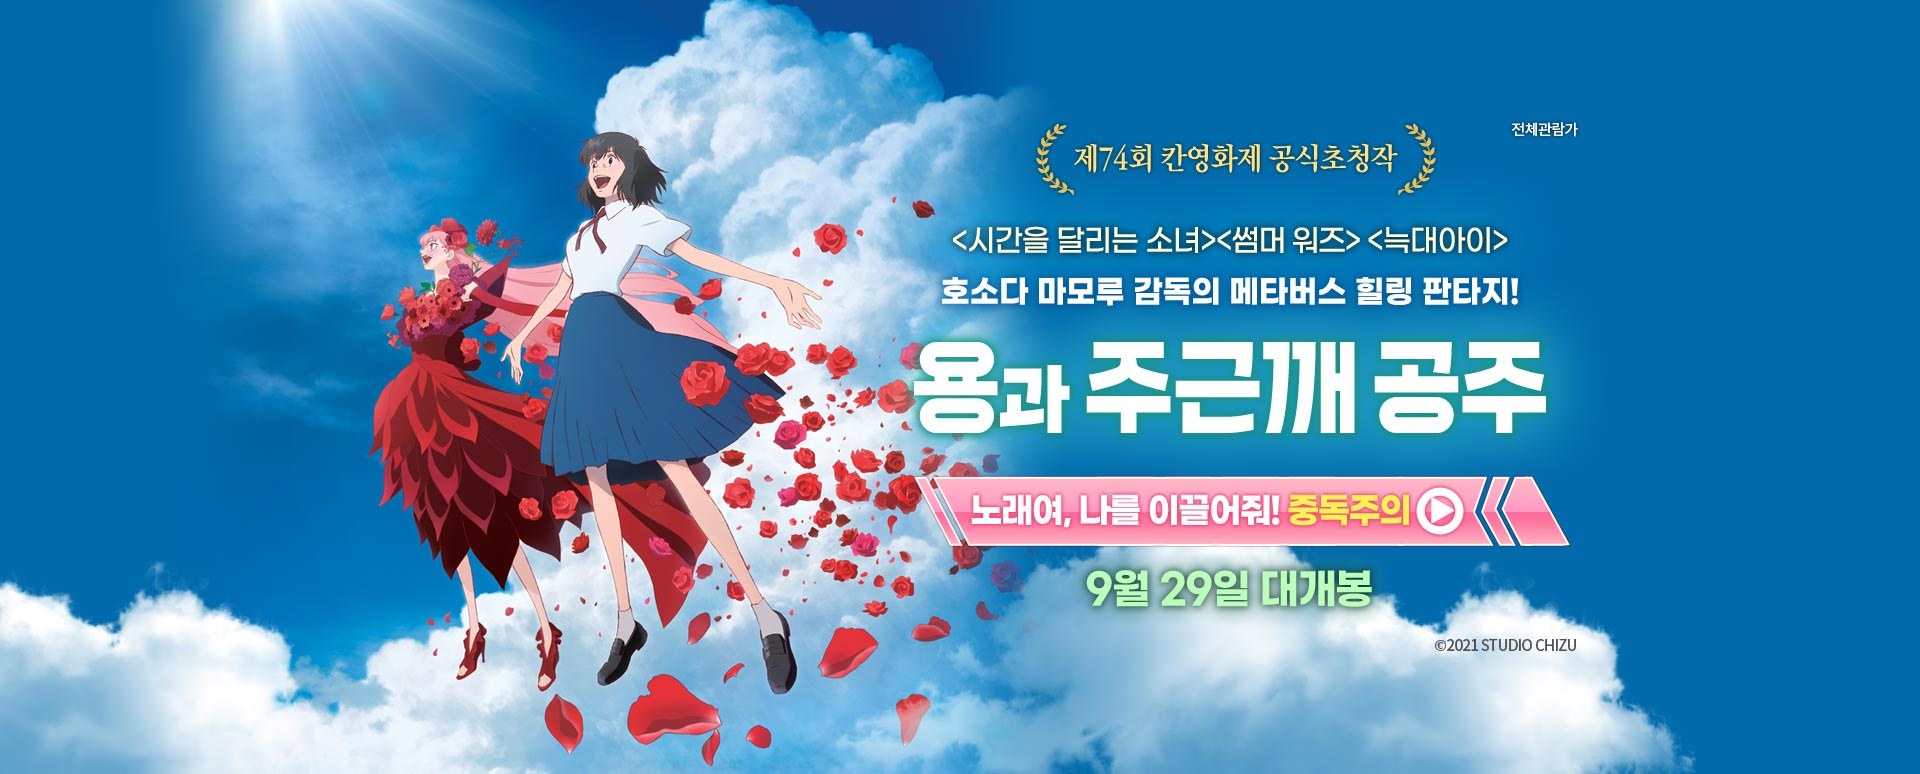 전체관람가
제74회 칸영화제 공식초청작
<시간을 달리는 소녀><썸머 워즈> <늑대아이>
호소다 마모루 감독의 메타버스 힐링 판타지!
용과 주근깨 공주
노래여, 나를 이끌어줘! 중독주의
9월 29일 대개봉
©2021 STUDIO CHIZU